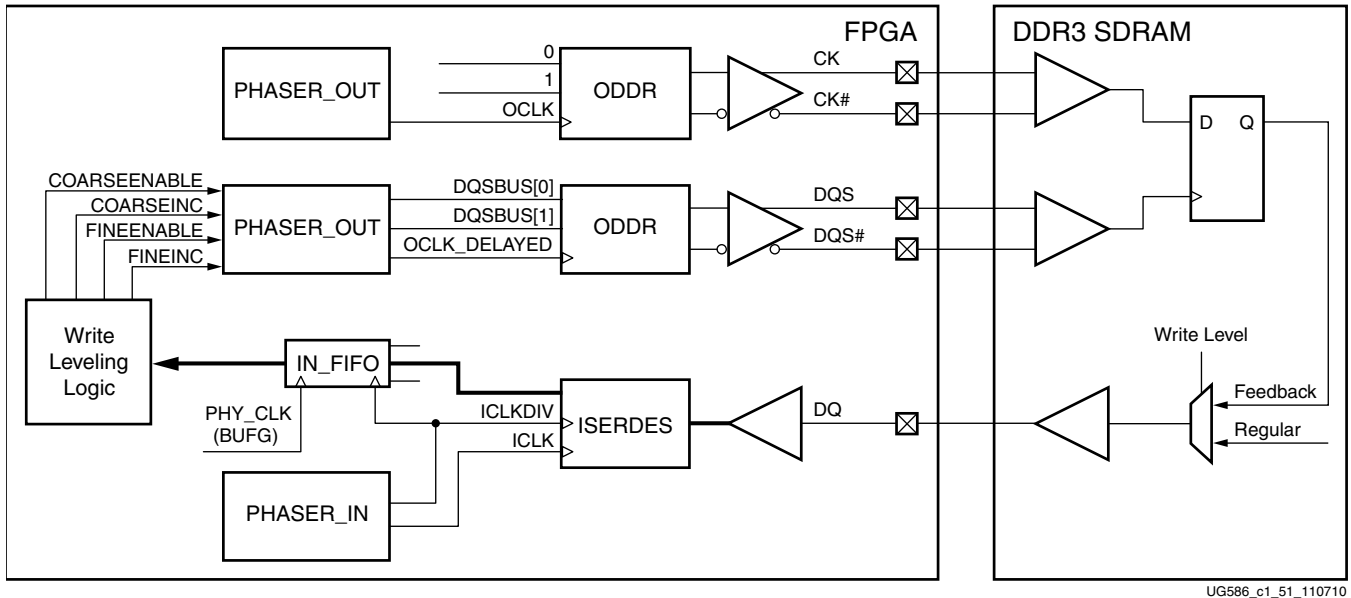 FPGA
DDR3 SDRAM
PHASER_OUT
0
1
OCLK
ODDR
CK
CK#
D Q
COARSEENABLE
COARSEINC
FINEENABLE
FINEINC
PHASER_OUT
DQSBUS[0]
DQSBUS[1]
OCLK_DELAYED
ODDR
DQS
DQS#
Write
Leveling
Logic
IN_FIFO
PHY_CLK
(BUFG)
ICLKDIV
ICLK
ISERDES
DQ
Write Level
Feedback
Regular
PHASER_IN
UG586_c1_51_110710